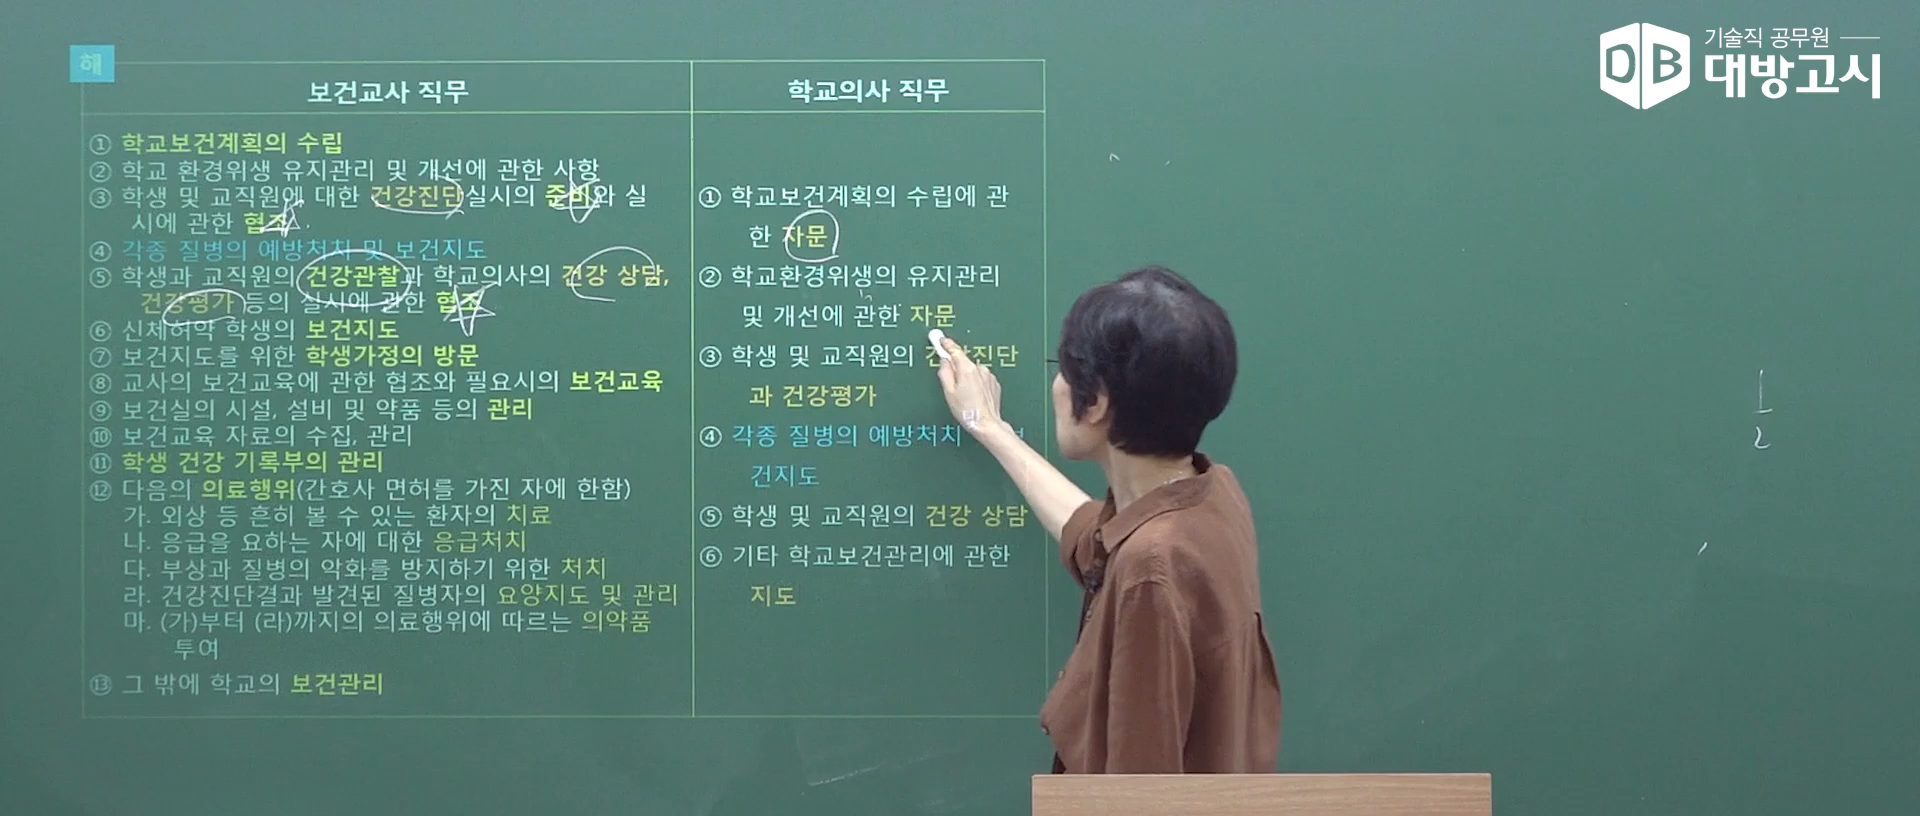 해
기술직 공무원
대방고시
DB
보건교사 직무
① 학교보건계획의 수립
② 학교 환경위생 유지관리 및 개선에 관한 사항
③ 학생 및 교직원에 대한 건강진단실시의 준비와 실
시에 관한 협조
④ 각종 질병의 예방처치 및 보건지도
⑤ 학생과 교직원의 건강관찰과 학교의사의 건강 상담,
건강평가 등의 실시에 관한 협조
⑥ 신체허약 학생의 보건지도
⑦ 보건지도를 위한 학생가정의 방문
⑧ 교사의 보건교육에 관한 협조와 필요시의 보건교육
⑨ 보건실의 시설, 설비 및 약품 등의 관리
⑩ 보건교육 자료의 수집, 관리
⑪ 학생 건강 기록부의 관리
⑫ 다음의 의료행위(간호사 면허를 가진 자에 한함)
가. 외상 등 흔히 볼 수 있는 환자의 치료
나. 응급을 요하는 자에 대한 응급처치
다. 부상과 질병의 악화를 방지하기 위한 처치
라. 건강진단결과 발견된 질병자의 요양지도 및 관리
마. (가)부터 (라)까지의 의료행위에 따르는 의약품
투여
⑬ 그 밖에 학교의 보건관리
학교의사 직무
① 학교보건계획의 수립에 관
한 자문
② 학교환경위생의 유지관리
및 개선에 관한 자문
③ 학생 및 교직원의 건강진단
과 건강평가
④ 각종 질병의 예방처치 및 보
건지도
⑤ 학생 및 교직원의 건강 상담
⑥ 기타 학교보건관리에 관한
지도
1
2